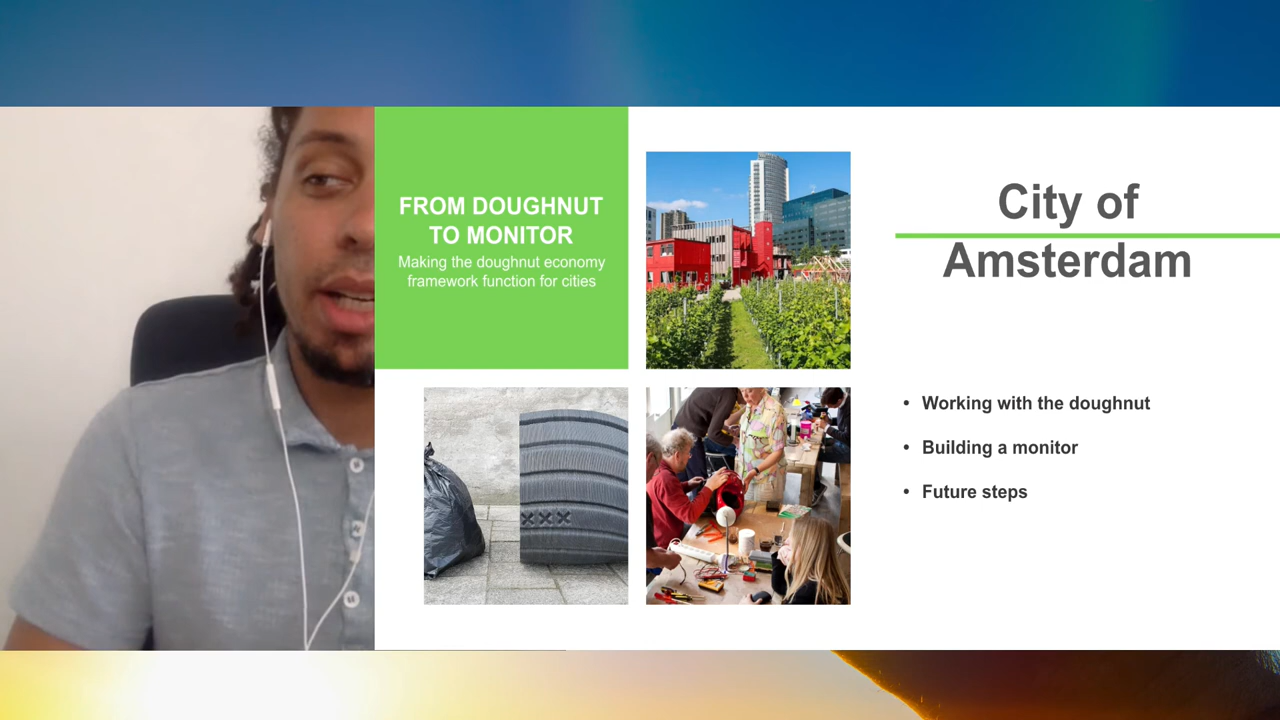 FROM DOUGHNUT
TO MONITOR
Making the doughnut economy
framework function for cities
City of
Amsterdam
• Working with the doughnut
• Building a monitor
• Future steps
XXX